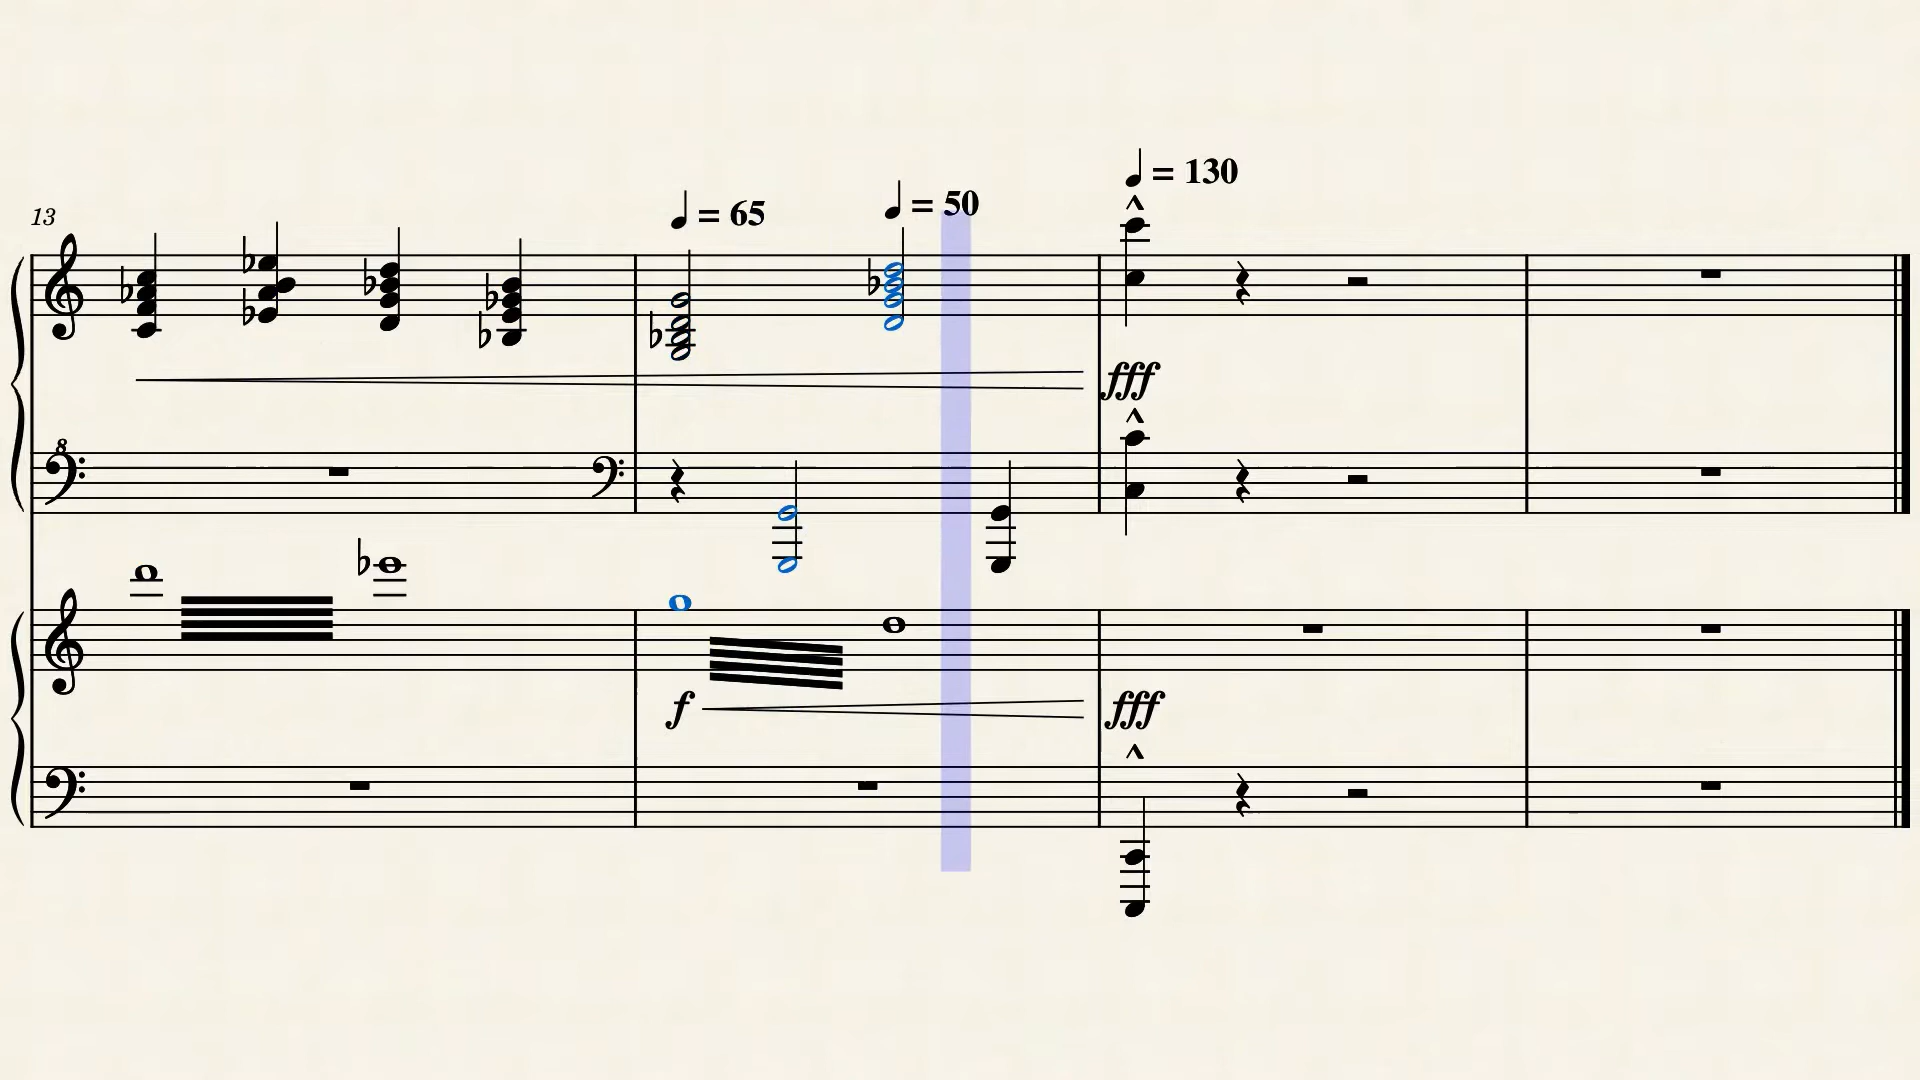 ♩ = 130
♩ = 65 ♩ = 50
13
fff
8
f fff